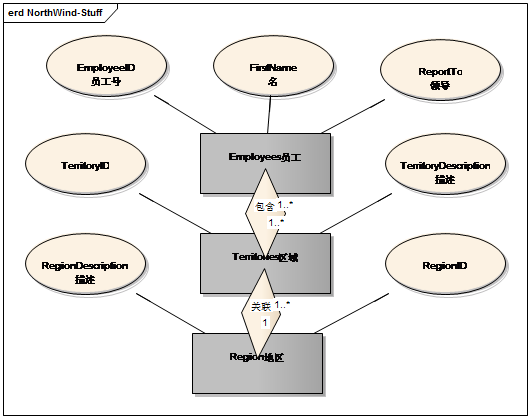 erd NorthWind-Stuff
EmployeeID
员工号
FirstName
名
ReportTo
领导
Employees员工
TerritoryID
TerritoryDescription
描述
包含 1..*
1..*
Territories区域
RegionDescription
描述
RegionID
关联 1..*
1
Region地区